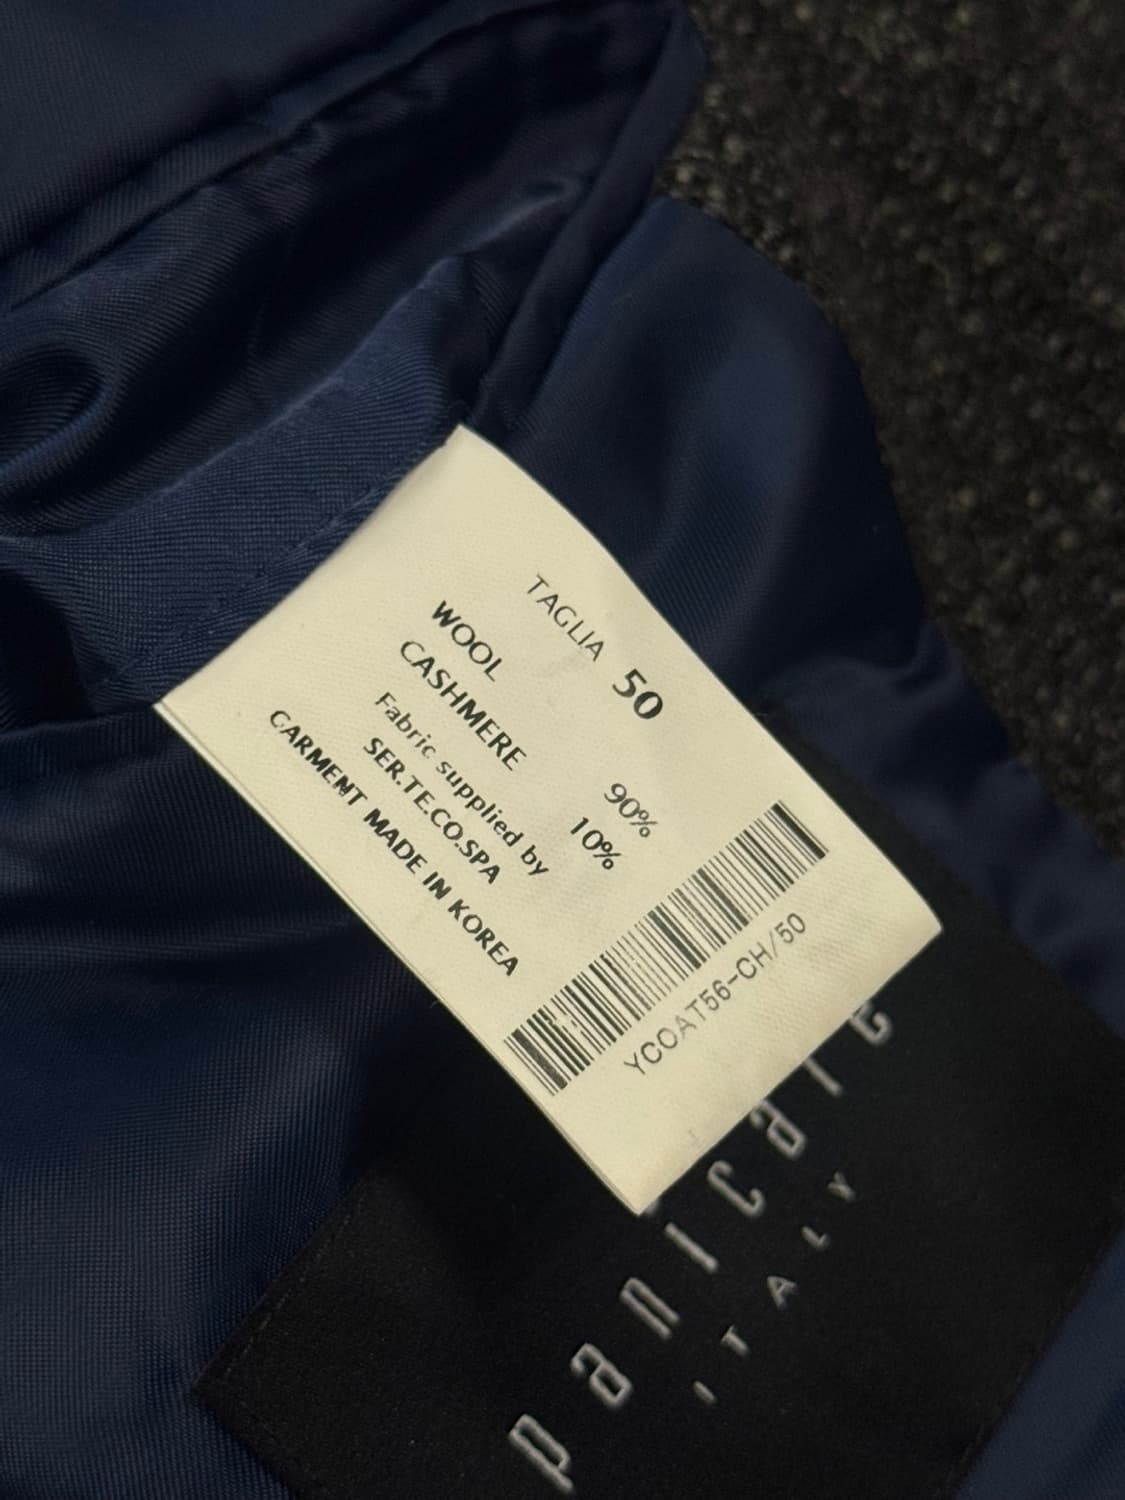 TAGLIA 50
WOOL 90%
CASHMERE 10%
Fabric supplied by
SER.TE.CO.SPA
GARMENT MADE IN KOREA
YCOAT56-CH/50
panicale
ITALY